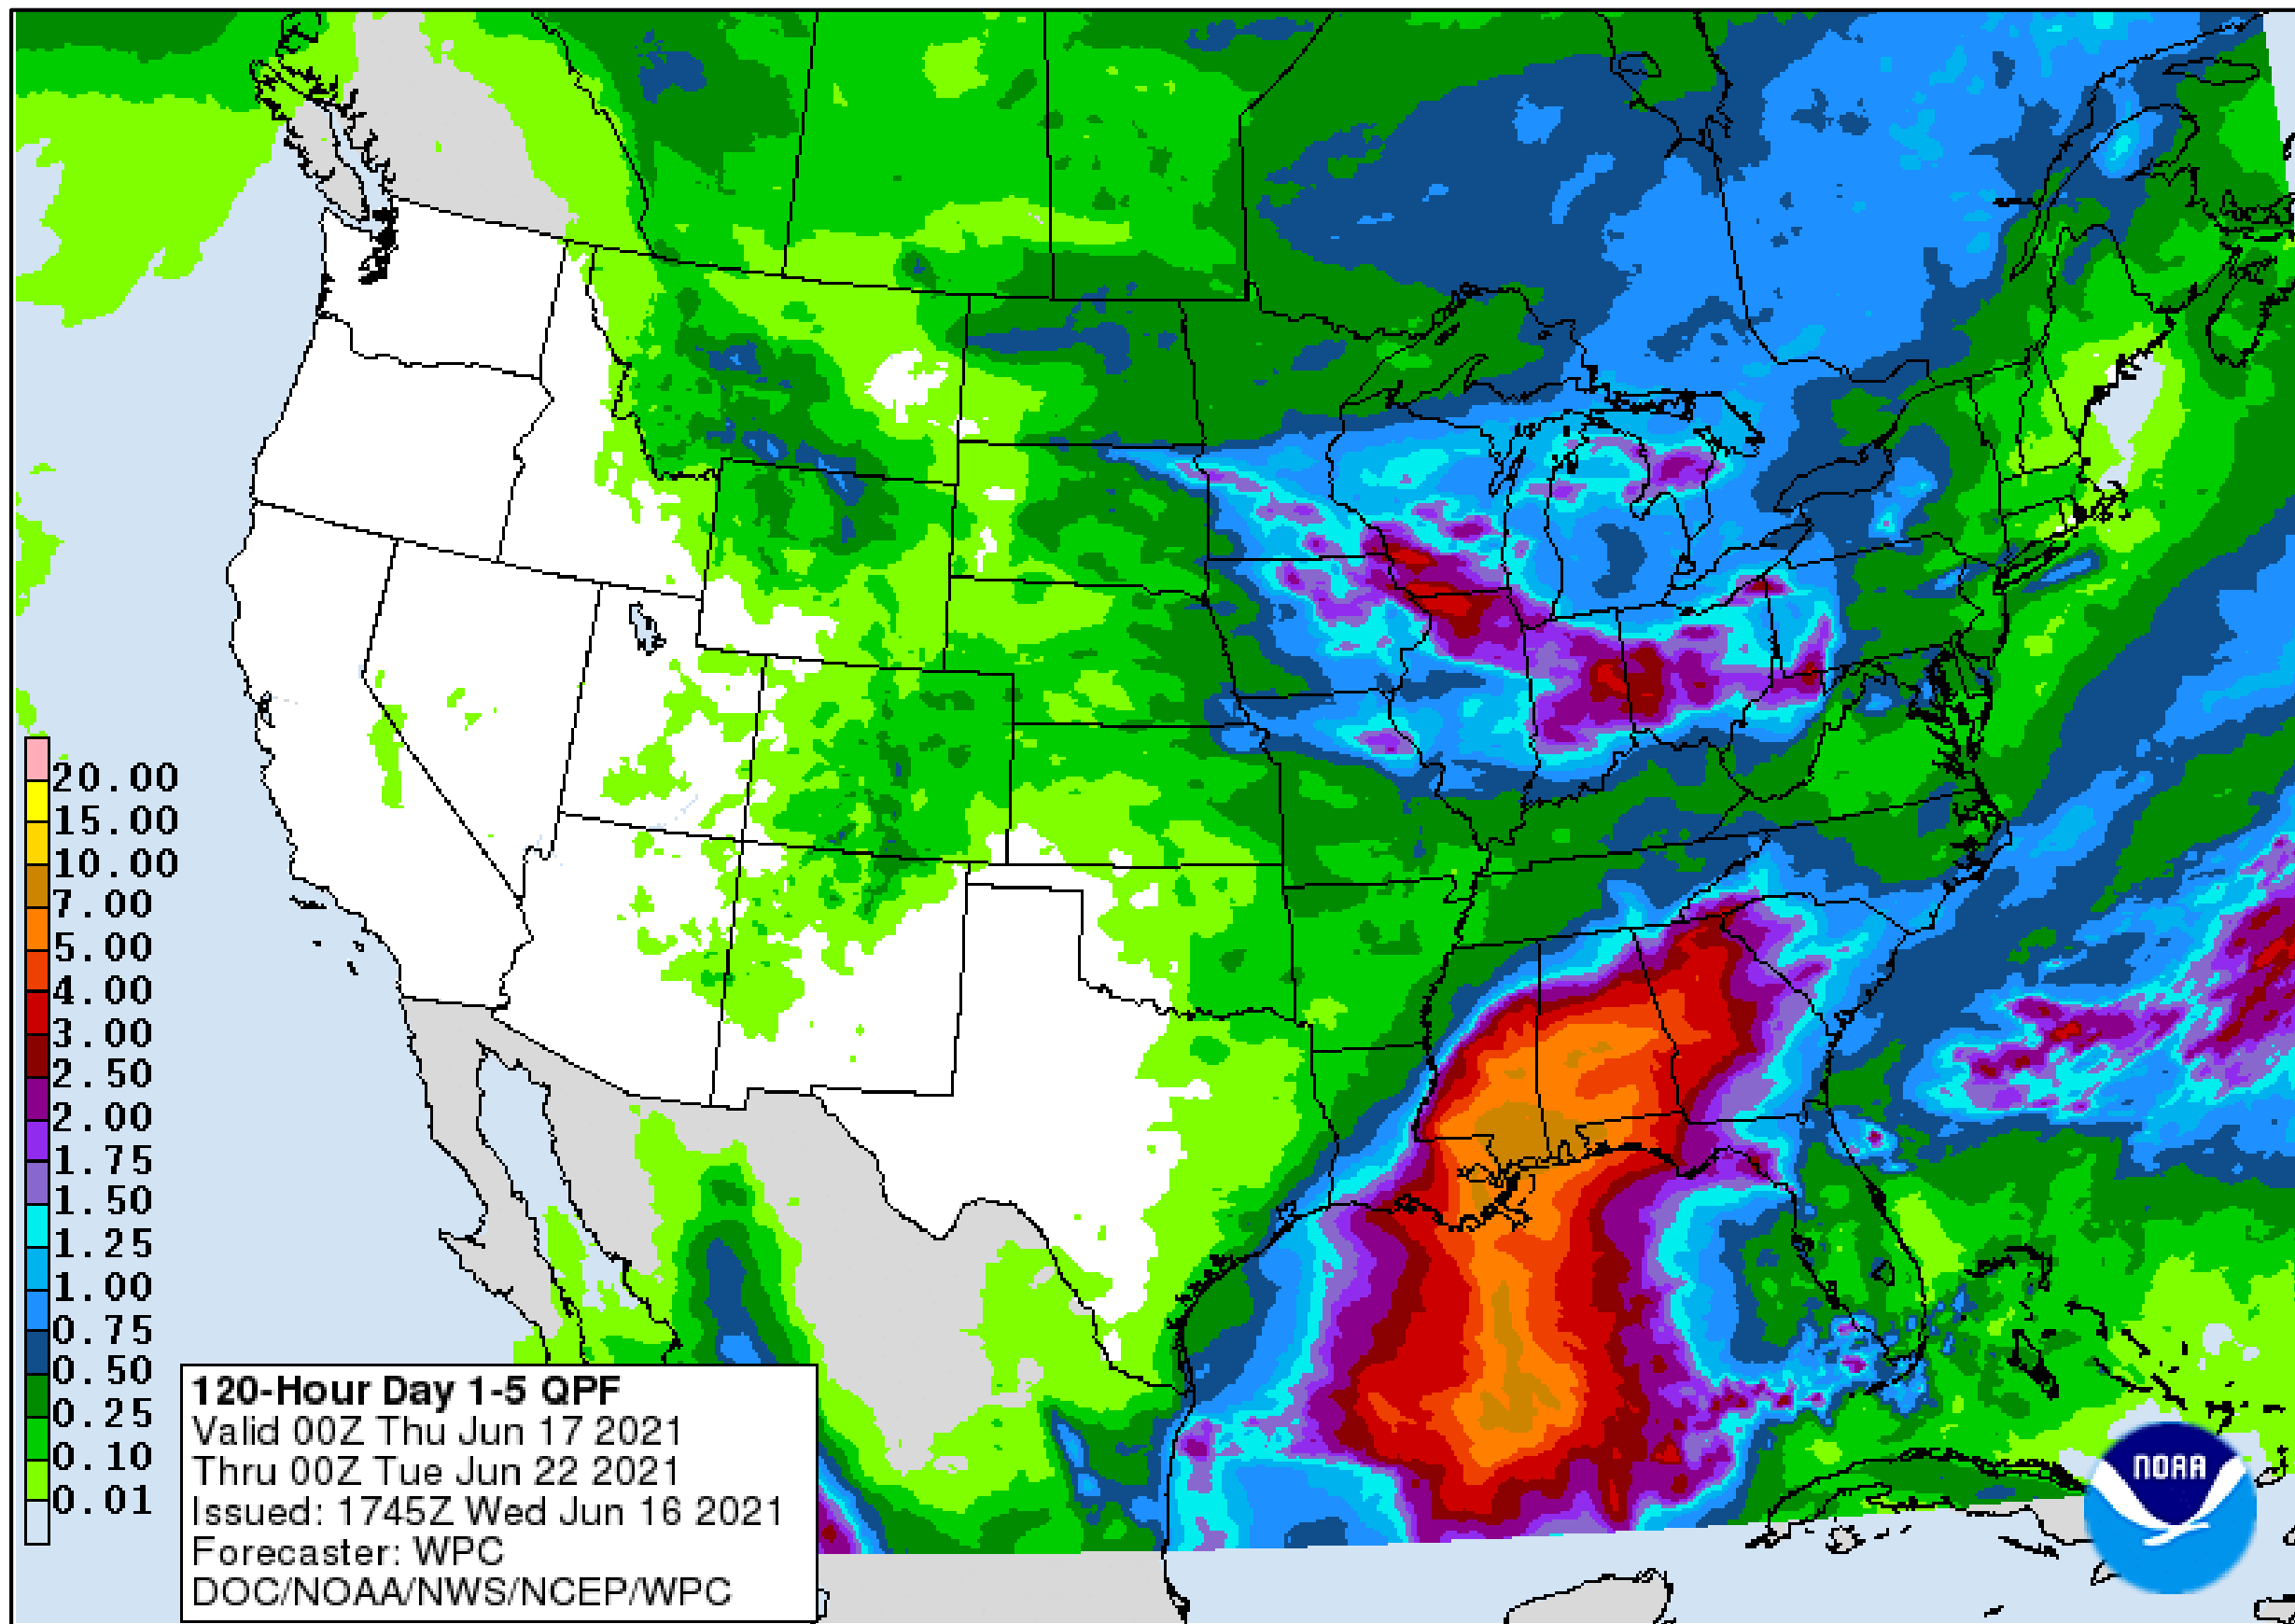 20.00
15.00
10.00
7.00
5.00
4.00
3.00
2.50
2.00
1.75
1.50
1.25
1.00
0.75
0.50
0.25
0.10
0.01
120-Hour Day 1-5 QPF
Valid 00Z Thu Jun 17 2021
Thru 00Z Tue Jun 22 2021
Issued: 1745Z Wed Jun 16 2021
Forecaster: WPC
DOC/NOAA/NWS/NCEP/WPC
NOAA